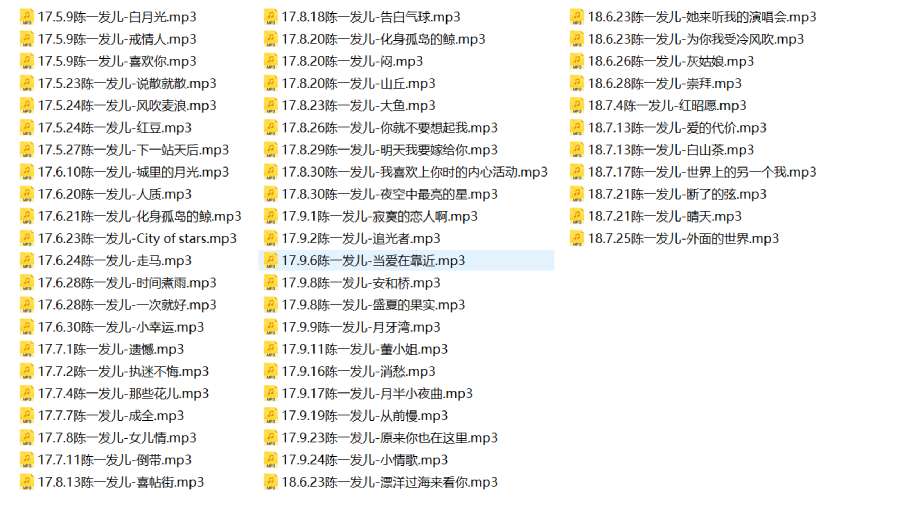 17.5.9陈一发儿-白月光.mp3
17.5.9陈一发儿-戒情人.mp3
17.5.9陈一发儿-喜欢你.mp3
17.5.23陈一发儿-说散就散.mp3
17.5.24陈一发儿-风吹麦浪.mp3
17.5.24陈一发儿-红豆.mp3
17.5.27陈一发儿-下一站天后.mp3
17.6.10陈一发儿-城里的月光.mp3
17.6.20陈一发儿-人质.mp3
17.6.21陈一发儿-化身孤岛的鲸.mp3
17.6.23陈一发儿-City of stars.mp3
17.6.24陈一发儿-走马.mp3
17.6.28陈一发儿-时间煮雨.mp3
17.6.28陈一发儿-一次就好.mp3
17.6.30陈一发儿-小幸运.mp3
17.7.1陈一发儿-遗憾.mp3
17.7.2陈一发儿-执迷不悔.mp3
17.7.4陈一发儿-那些花儿.mp3
17.7.7陈一发儿-成全.mp3
17.7.8陈一发儿-女儿情.mp3
17.7.11陈一发儿-倒带.mp3
17.8.13陈一发儿-喜帖街.mp3
17.8.18陈一发儿-告白气球.mp3
17.8.20陈一发儿-化身孤岛的鲸.mp3
17.8.20陈一发儿-闷.mp3
17.8.20陈一发儿-山丘.mp3
17.8.23陈一发儿-大鱼.mp3
17.8.26陈一发儿-你就不要想起我.mp3
17.8.29陈一发儿-明天我要嫁给你.mp3
17.8.30陈一发儿-我喜欢上你时的内心活动.mp3
17.8.30陈一发儿-夜空中最亮的星.mp3
17.9.1陈一发儿-寂寞的恋人啊.mp3
17.9.2陈一发儿-追光者.mp3
17.9.6陈一发儿-当爱在靠近.mp3
17.9.8陈一发儿-安和桥.mp3
17.9.8陈一发儿-盛夏的果实.mp3
17.9.9陈一发儿-月牙湾.mp3
17.9.11陈一发儿-董小姐.mp3
17.9.16陈一发儿-消愁.mp3
17.9.17陈一发儿-月半小夜曲.mp3
17.9.19陈一发儿-从前慢.mp3
17.9.23陈一发儿-原来你也在这里.mp3
17.9.24陈一发儿-小情歌.mp3
18.6.23陈一发儿-漂洋过海来看你.mp3
18.6.23陈一发儿-她来听我的演唱会.mp3
18.6.23陈一发儿-为你我受冷风吹.mp3
18.6.26陈一发儿-灰姑娘.mp3
18.6.28陈一发儿-崇拜.mp3
18.7.4陈一发儿-红昭愿.mp3
18.7.13陈一发儿-爱的代价.mp3
18.7.13陈一发儿-白山茶.mp3
18.7.17陈一发儿-世界上的另一个我.mp3
18.7.21陈一发儿-断了的弦.mp3
18.7.21陈一发儿-晴天.mp3
18.7.25陈一发儿-外面的世界.mp3